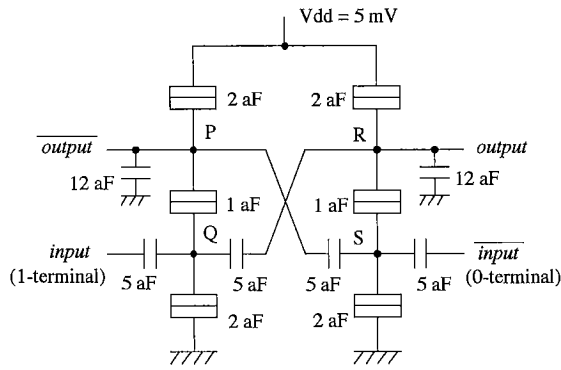 Vdd = 5 mV
2 aF
2 aF
P
R
output
output
12 aF
12 aF
1 aF
1 aF
Q
S
input
(1-terminal)
input
(0-terminal)
5 aF
5 aF
5 aF
5 aF
2 aF
2 aF